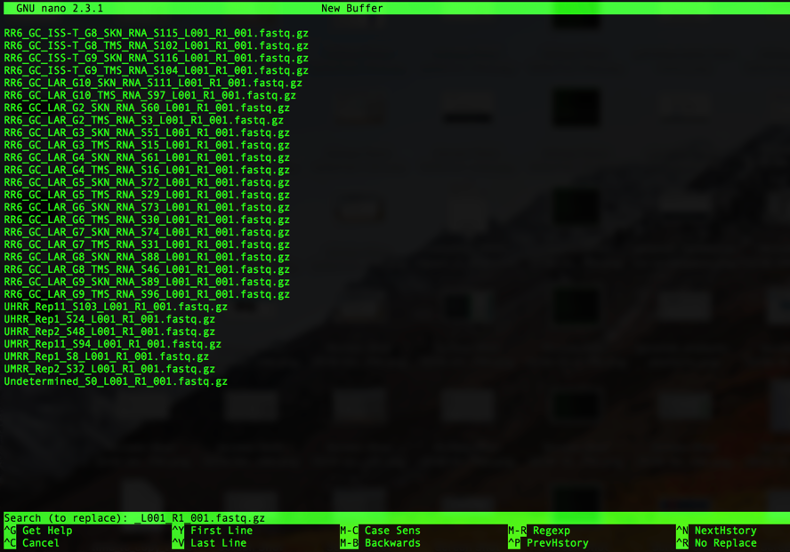 GNU nano 2.3.1 New Buffer
RR6_GC_ISS-T_G8_SKN_RNA_S115_L001_R1_001.fastq.gz
RR6_GC_ISS-T_G8_TMS_RNA_S102_L001_R1_001.fastq.gz
RR6_GC_ISS-T_G9_SKN_RNA_S116_L001_R1_001.fastq.gz
RR6_GC_ISS-T_G9_TMS_RNA_S104_L001_R1_001.fastq.gz
RR6_GC_LAR_G10_SKN_RNA_S111_L001_R1_001.fastq.gz
RR6_GC_LAR_G10_TMS_RNA_S97_L001_R1_001.fastq.gz
RR6_GC_LAR_G2_SKN_RNA_S60_L001_R1_001.fastq.gz
RR6_GC_LAR_G2_TMS_RNA_S3_L001_R1_001.fastq.gz
RR6_GC_LAR_G3_SKN_RNA_S51_L001_R1_001.fastq.gz
RR6_GC_LAR_G3_TMS_RNA_S15_L001_R1_001.fastq.gz
RR6_GC_LAR_G4_SKN_RNA_S61_L001_R1_001.fastq.gz
RR6_GC_LAR_G4_TMS_RNA_S16_L001_R1_001.fastq.gz
RR6_GC_LAR_G5_SKN_RNA_S72_L001_R1_001.fastq.gz
RR6_GC_LAR_G5_TMS_RNA_S29_L001_R1_001.fastq.gz
RR6_GC_LAR_G6_SKN_RNA_S73_L001_R1_001.fastq.gz
RR6_GC_LAR_G6_TMS_RNA_S30_L001_R1_001.fastq.gz
RR6_GC_LAR_G7_SKN_RNA_S74_L001_R1_001.fastq.gz
RR6_GC_LAR_G7_TMS_RNA_S31_L001_R1_001.fastq.gz
RR6_GC_LAR_G8_SKN_RNA_S88_L001_R1_001.fastq.gz
RR6_GC_LAR_G8_TMS_RNA_S46_L001_R1_001.fastq.gz
RR6_GC_LAR_G9_SKN_RNA_S89_L001_R1_001.fastq.gz
RR6_GC_LAR_G9_TMS_RNA_S96_L001_R1_001.fastq.gz
UHRR_Rep11_S103_L001_R1_001.fastq.gz
UHRR_Rep1_S24_L001_R1_001.fastq.gz
UHRR_Rep2_S48_L001_R1_001.fastq.gz
UMRR_Rep11_S94_L001_R1_001.fastq.gz
UMRR_Rep1_S8_L001_R1_001.fastq.gz
UMRR_Rep2_S32_L001_R1_001.fastq.gz
Undetermined_S0_L001_R1_001.fastq.gz
Search (to replace): _L001_R1_001.fastq.gz
^G Get Help ^Y First Line M-C Case Sens M-R Regexp ^N NextHstory
^C Cancel ^V Last Line M-B Backwards ^P PrevHstory ^R No Replace